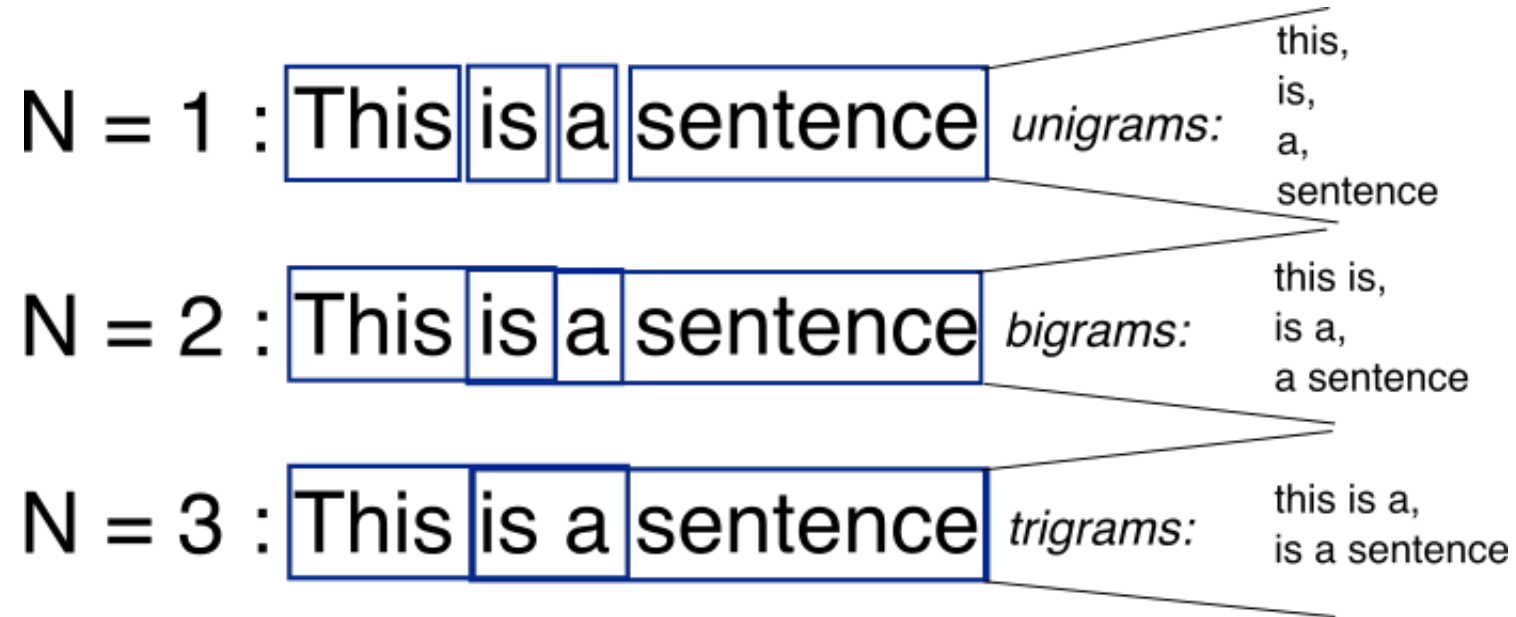 N = 1 : This is a sentence unigrams:
this,
is,
a,
sentence
N = 2 : This is a sentence bigrams:
this is,
is a,
a sentence
N = 3 : This is a sentence trigrams:
this is a,
is a sentence